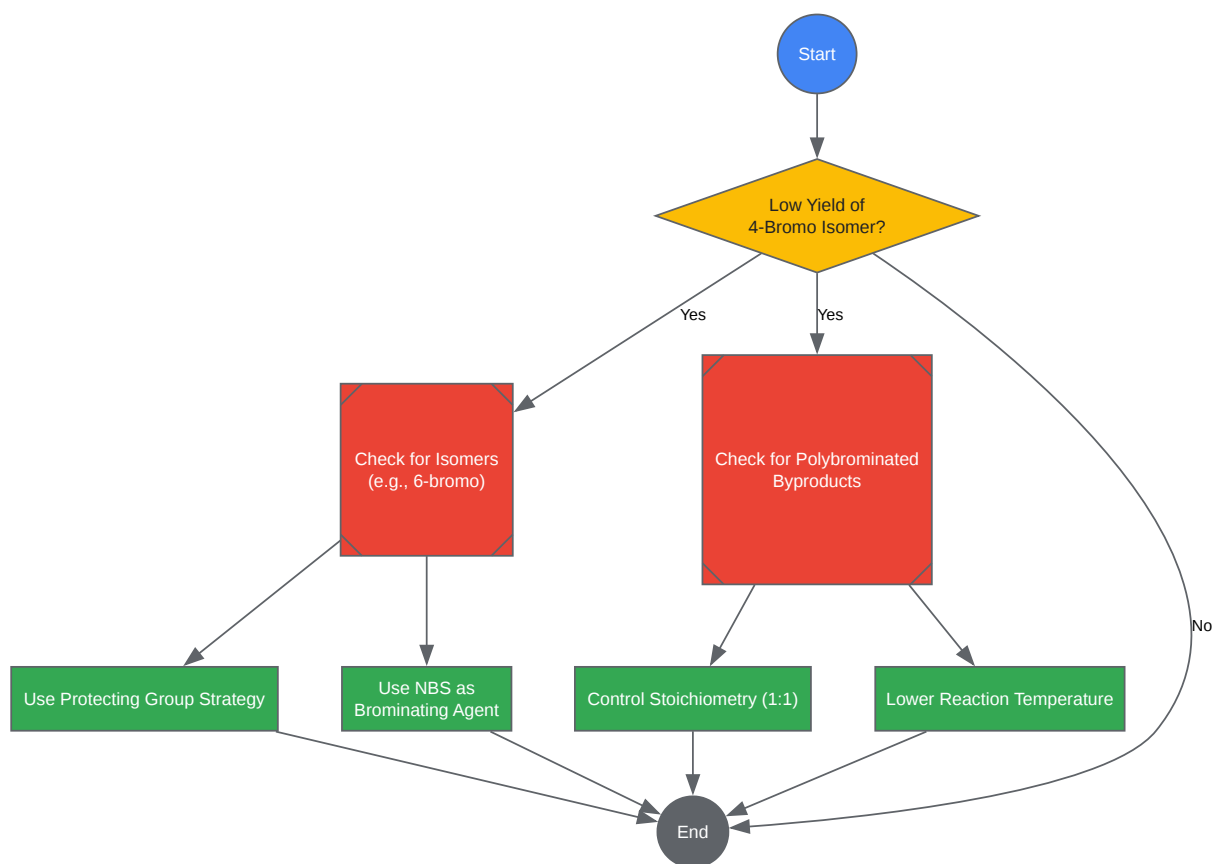 Start
Low Yield of
4-Bromo Isomer?
Yes
Yes
No
Check for Isomers
(e.g., 6-bromo)
Check for Polybrominated
Byproducts
Use Protecting Group Strategy
Use NBS as
Brominating Agent
Control Stoichiometry (1:1)
Lower Reaction Temperature
End